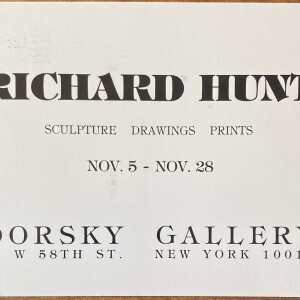 RICHARD HUNT
SCULPTURE DRAWINGS PRINTS
NOV. 5 - NOV. 28
DORSKY GALLERY
W 58TH ST. NEW YORK 1001